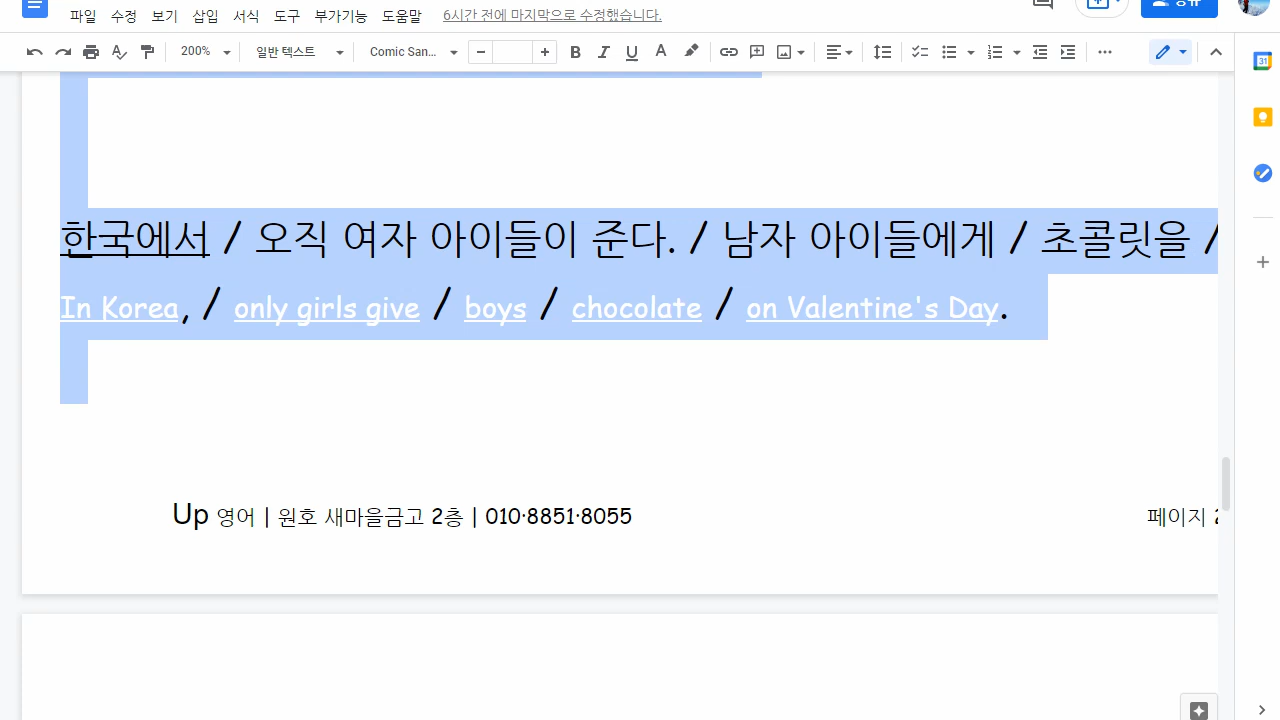 파일 수정 보기 삽입 서식 도구 부가기능 도움말 6시간 전에 마지막으로 수정했습니다.
200% 일반 텍스트 Comic San... − + B I U A
31
한국에서 / 오직 여자 아이들이 준다. / 남자 아이들에게 / 초콜릿을 /
In Korea, / only girls give / boys / chocolate / on Valentine's Day.
Up 영어 | 원호 새마을금고 2층 | 010·8851·8055 페이지 2